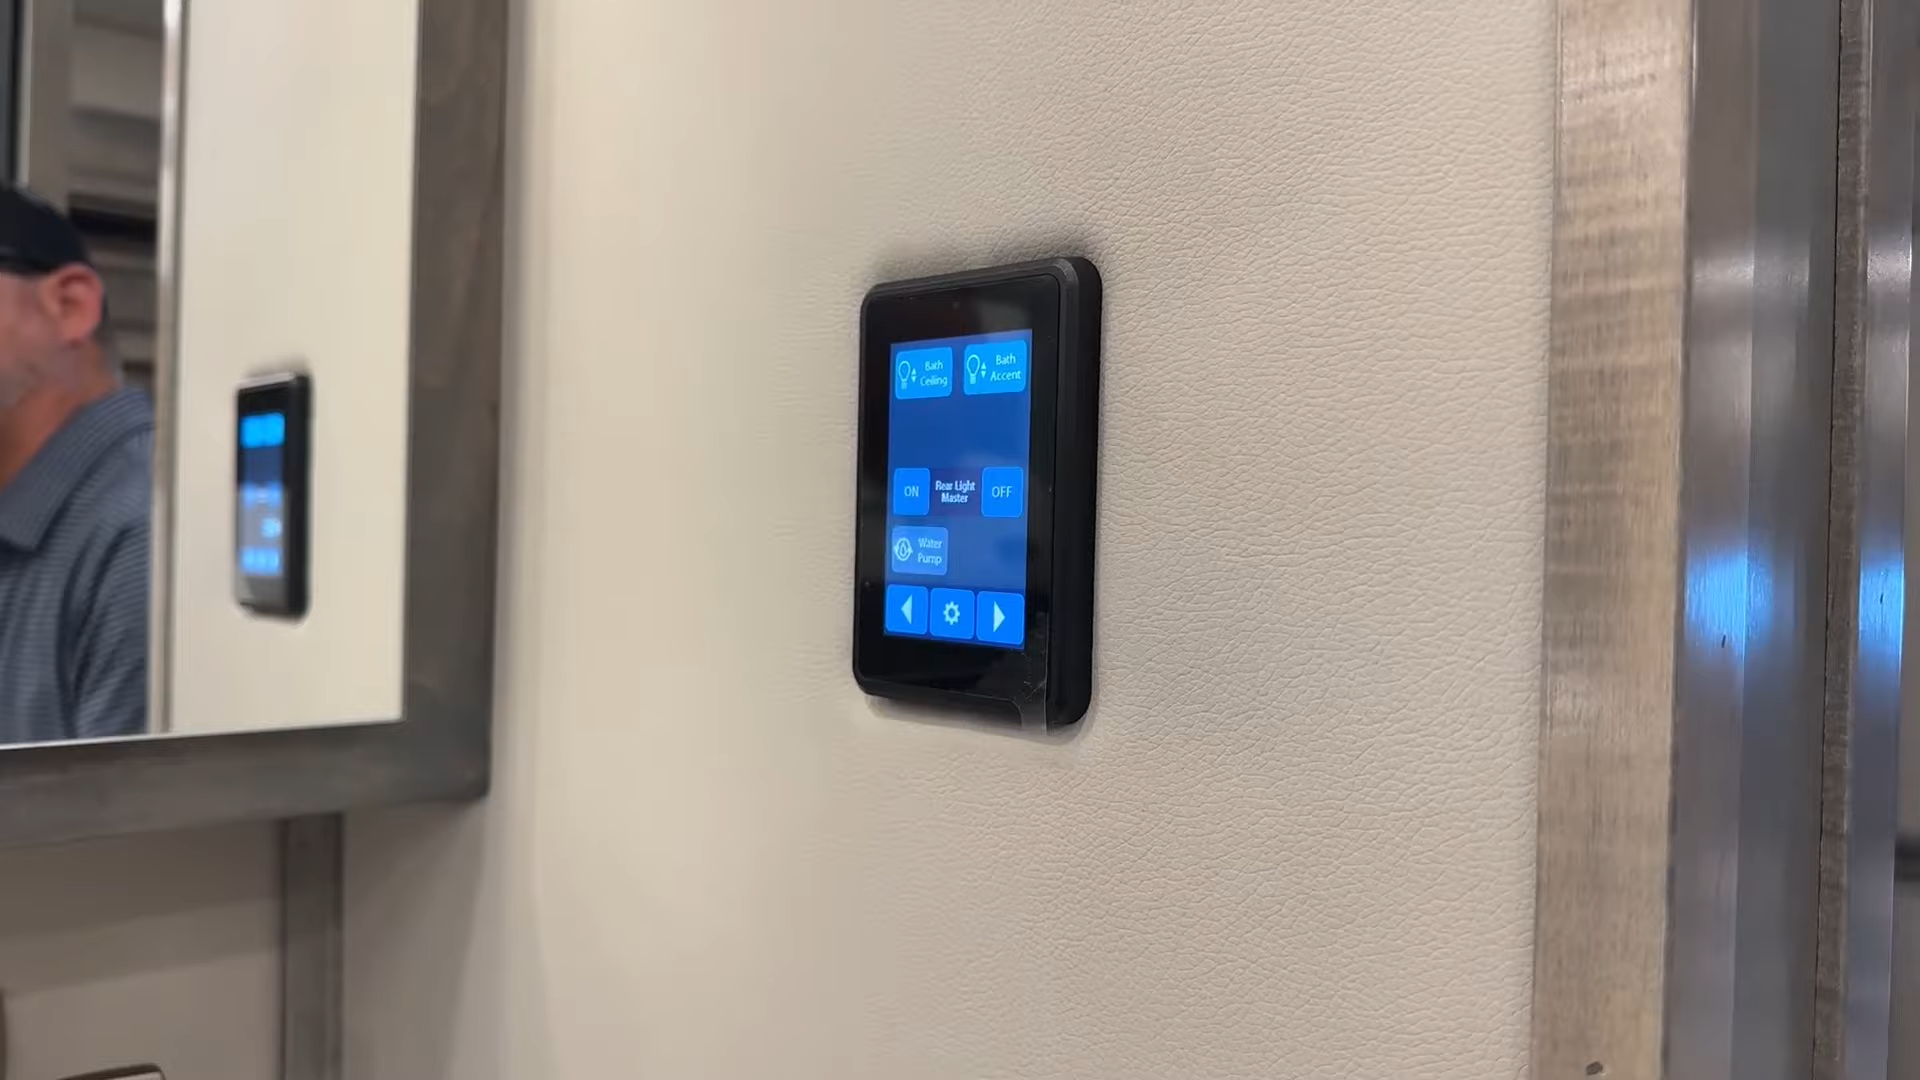 Bath
Ceiling
Bath
Accent
ON
Rear Light
Master
OFF
Water
Pump